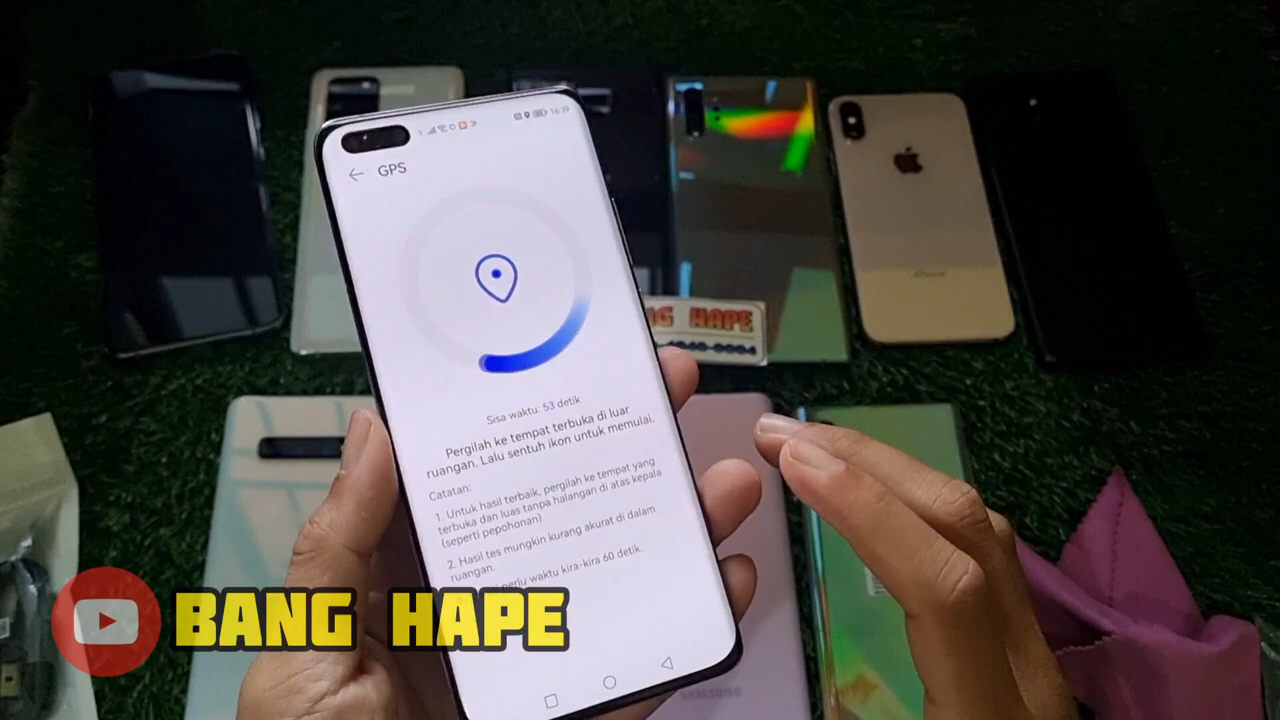 16:39
GPS
Sisa waktu: 53 detik
Pergilah ke tempat terbuka di luar
ruangan. Lalu sentuh ikon untuk memulai.
Catatan:
1. Untuk hasil terbaik, pergilah ke tempat yang
terbuka dan luas tanpa halangan di atas kepala
(seperti pepohonan).
2. Hasil tes mungkin kurang akurat di dalam
ruangan.
perlu waktu kira-kira 60 detik.
HAPE
iPhone
SAMSUNG
BANG HAPE